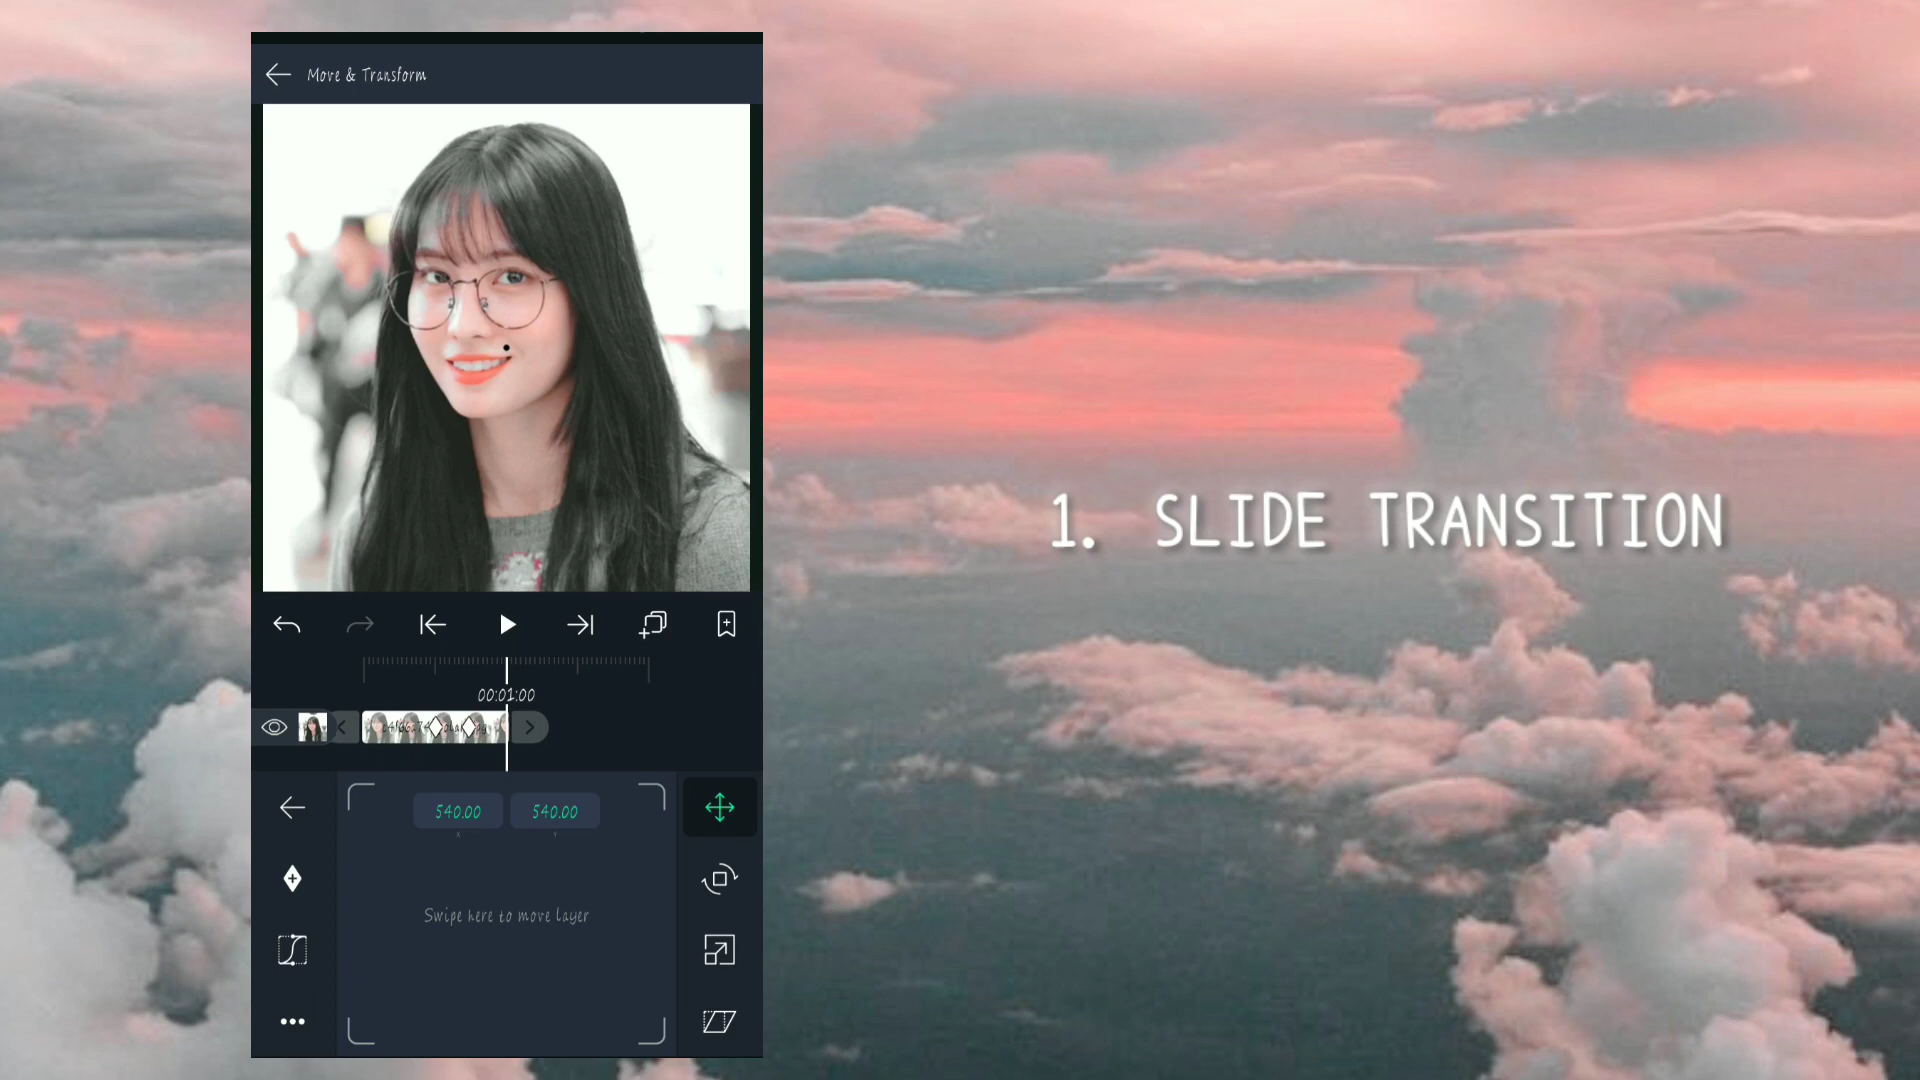 Move & Transform
1. SLIDE TRANSITION
00:01:00
540.00 540.00
X Y
Swipe here to move layer